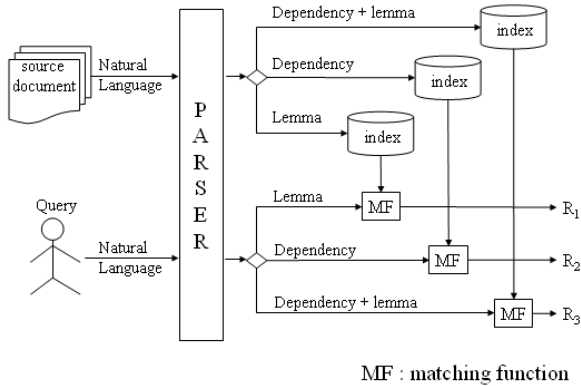 Dependency + lemma
index
source
document
Natural
Language
Dependency
index
Lemma
index
PARSER
Query
Natural
Language
Lemma
MF
R1
Dependency
MF
R2
Dependency + lemma
MF
R3
MF : matching function